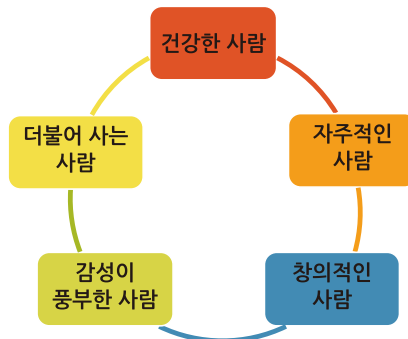 건강한 사람
자주적인
사람
창의적인
사람
감성이
풍부한 사람
더불어 사는
사람